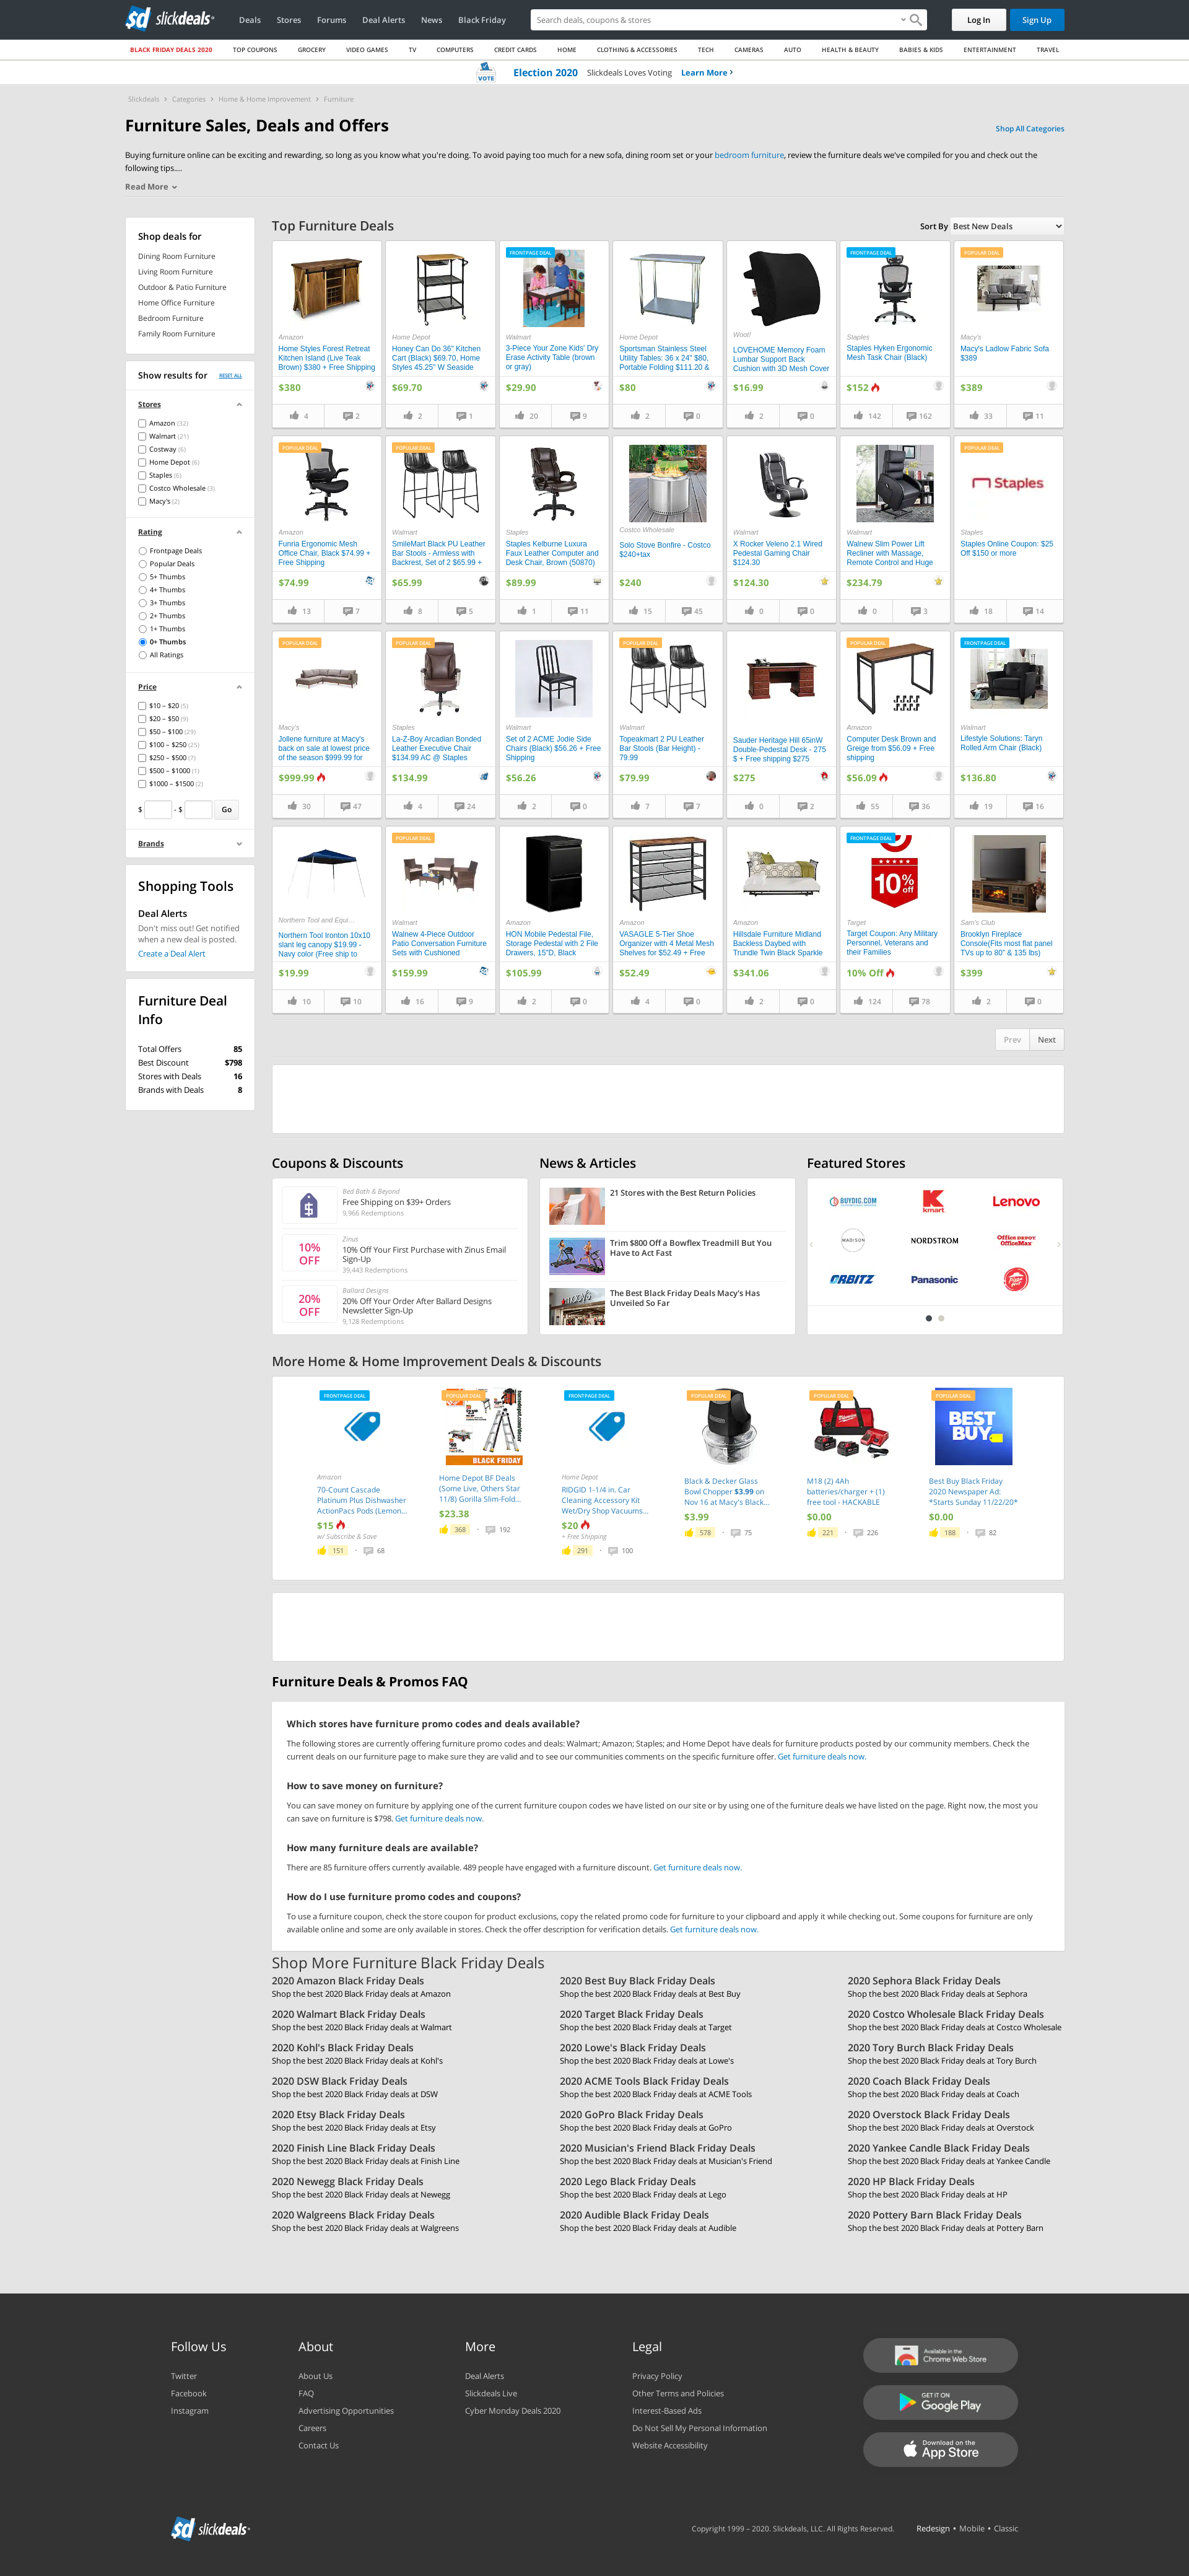 sd slickdeals
Deals Stores Forums Deal Alerts News Black Friday
Search deals, coupons & stores
Log In
Sign Up
BLACK FRIDAY DEALS 2020 TOP COUPONS GROCERY VIDEO GAMES TV COMPUTERS CREDIT CARDS HOME CLOTHING & ACCESSORIES TECH CAMERAS AUTO HEALTH & BEAUTY BABIES & KIDS ENTERTAINMENT TRAVEL
VOTE Election 2020 Slickdeals Loves Voting Learn More
Slickdeals Categories Home & Home Improvement Furniture
Furniture Sales, Deals and Offers
Shop All Categories
Buying furniture online can be exciting and rewarding, so long as you know what you're doing. To avoid paying too much for a new sofa, dining room set or your bedroom furniture, review the furniture deals we've compiled for you and check out the
following tips....
Read More
Shop deals for
Dining Room Furniture
Living Room Furniture
Outdoor & Patio Furniture
Home Office Furniture
Bedroom Furniture
Family Room Furniture
Show results for RESET ALL
Stores
Amazon (32)
Walmart (21)
Costway (6)
Home Depot (6)
Staples (6)
Costco Wholesale (3)
Macy's (2)
Rating
Frontpage Deals
Popular Deals
5+ Thumbs
4+ Thumbs
3+ Thumbs
2+ Thumbs
1+ Thumbs
0+ Thumbs
All Ratings
Price
$10 – $20 (5)
$20 – $50 (9)
$50 – $100 (29)
$100 – $250 (25)
$250 – $500 (7)
$500 – $1000 (1)
$1000 – $1500 (2)
$ - $ Go
Brands
Shopping Tools
Deal Alerts
Don't miss out! Get notified
when a new deal is posted.
Create a Deal Alert
Furniture Deal
Info
Total Offers 85
Best Discount $798
Stores with Deals 16
Brands with Deals 8
Top Furniture Deals
Sort By Best New Deals
Amazon
Home Styles Forest Retreat
Kitchen Island (Live Teak
Brown) $380 + Free Shipping
$380
4 2
Home Depot
Honey Can Do 36" Kitchen
Cart (Black) $69.70, Home
Styles 45.25" W Seaside
$69.70
2 1
FRONTPAGE DEAL
Walmart
3-Piece Your Zone Kids' Dry
Erase Activity Table (brown
or gray)
$29.90
20 9
Home Depot
Sportsman Stainless Steel
Utility Tables: 36 x 24" $80,
Portable Folding $111.20 &
$80
2 0
Woot!
LOVEHOME Memory Foam
Lumbar Support Back
Cushion with 3D Mesh Cover
$16.99
2 0
FRONTPAGE DEAL
Staples
Staples Hyken Ergonomic
Mesh Task Chair (Black)
$152
142 162
POPULAR DEAL
Macy's
Macy's Ladlow Fabric Sofa
$389
$389
33 11
POPULAR DEAL
Amazon
Funria Ergonomic Mesh
Office Chair, Black $74.99 +
Free Shipping
$74.99
13 7
POPULAR DEAL
Walmart
SmileMart Black PU Leather
Bar Stools - Armless with
Backrest, Set of 2 $65.99 +
$65.99
8 5
Staples
Staples Kelburne Luxura
Faux Leather Computer and
Desk Chair, Brown (50870)
$89.99
1 11
Costco Wholesale
Solo Stove Bonfire - Costco
$240+tax
$240
15 45
Walmart
X Rocker Veleno 2.1 Wired
Pedestal Gaming Chair
$124.30
$124.30
0 0
Walmart
Walnew Slim Power Lift
Recliner with Massage,
Remote Control and Huge
$234.79
0 3
POPULAR DEAL
Staples
Staples
Staples Online Coupon: $25
Off $150 or more
18 14
POPULAR DEAL
Macy's
Jollene furniture at Macy's
back on sale at lowest price
of the season $999.99 for
$999.99
30 47
POPULAR DEAL
Staples
La-Z-Boy Arcadian Bonded
Leather Executive Chair
$134.99 AC @ Staples
$134.99
4 24
Walmart
Set of 2 ACME Jodie Side
Chairs (Black) $56.26 + Free
Shipping
$56.26
2 0
POPULAR DEAL
Walmart
Topeakmart 2 PU Leather
Bar Stools (Bar Height) -
79.99
$79.99
7 7
Sauder Heritage Hill 65inW
Double-Pedestal Desk - 275
$ + Free shipping $275
$275
0 2
POPULAR DEAL
Amazon
Computer Desk Brown and
Greige from $56.09 + Free
shipping
$56.09
55 36
FRONTPAGE DEAL
Walmart
Lifestyle Solutions: Taryn
Rolled Arm Chair (Black)
$136.80
19 16
Northern Tool and Equi...
Northern Tool Ironton 10x10
slant leg canopy $19.99 -
Navy color (Free ship to
$19.99
10 10
POPULAR DEAL
Walmart
Walnew 4-Piece Outdoor
Patio Conversation Furniture
Sets with Cushioned
$159.99
16 9
Amazon
HON Mobile Pedestal File,
Storage Pedestal with 2 File
Drawers, 15"D, Black
$105.99
2 0
Amazon
VASAGLE 5-Tier Shoe
Organizer with 4 Metal Mesh
Shelves for $52.49 + Free
$52.49
4 0
Amazon
Hillsdale Furniture Midland
Backless Daybed with
Trundle Twin Black Sparkle
$341.06
2 0
FRONTPAGE DEAL
10% off
Target
Target Coupon: Any Military
Personnel, Veterans and
their Families
10% Off
124 78
Sam's Club
Brooklyn Fireplace
Console(Fits most flat panel
TVs up to 80" & 135 lbs)
$399
2 0
Prev Next
Coupons & Discounts
Bed Bath & Beyond
Free Shipping on $39+ Orders
9,966 Redemptions
10%
OFF
Zinus
10% Off Your First Purchase with Zinus Email
Sign-Up
39,443 Redemptions
20%
OFF
Ballard Designs
20% Off Your Order After Ballard Designs
Newsletter Sign-Up
9,128 Redemptions
News & Articles
21 Stores with the Best Return Policies
Trim $800 Off a Bowflex Treadmill But You
Have to Act Fast
The Best Black Friday Deals Macy's Has
Unveiled So Far
Featured Stores
BUYDIG.COM
Kmart
Lenovo
MADISON
NORDSTROM
Office DEPOT
OfficeMax
ORBITZ
Panasonic
Pizza Hut
More Home & Home Improvement Deals & Discounts
FRONTPAGE DEAL
Amazon
70-Count Cascade
Platinum Plus Dishwasher
ActionPacs Pods (Lemon...
$15
w/ Subscribe & Save
151 68
POPULAR DEAL
BLACK FRIDAY
Home Depot BF Deals
(Some Live, Others Star
11/8) Gorilla Slim-Fold...
$23.38
368 192
FRONTPAGE DEAL
Home Depot
RIDGID 1-1/4 in. Car
Cleaning Accessory Kit
Wet/Dry Shop Vacuums...
$20
+ Free Shipping
291 100
POPULAR DEAL
Black & Decker Glass
Bowl Chopper $3.99 on
Nov 16 at Macy's Black...
$3.99
578 75
POPULAR DEAL
M18 (2) 4Ah
batteries/charger + (1)
free tool - HACKABLE
$0.00
221 226
POPULAR DEAL
BEST
BUY
Best Buy Black Friday
2020 Newspaper Ad:
*Starts Sunday 11/22/20*
$0.00
188 82
Furniture Deals & Promos FAQ
Which stores have furniture promo codes and deals available?
The following stores are currently offering furniture promo codes and deals: Walmart; Amazon; Staples; and Home Depot have deals for furniture products posted by our community members. Check the
current deals on our furniture page to make sure they are valid and to see our communities comments on the specific furniture offer. Get furniture deals now.
How to save money on furniture?
You can save money on furniture by applying one of the current furniture coupon codes we have listed on our site or by using one of the furniture deals we have listed on the page. Right now, the most you
can save on furniture is $798. Get furniture deals now.
How many furniture deals are available?
There are 85 furniture offers currently available. 489 people have engaged with a furniture discount. Get furniture deals now.
How do I use furniture promo codes and coupons?
To use a furniture coupon, check the store coupon for product exclusions, copy the related promo code for furniture to your clipboard and apply it while checking out. Some coupons for furniture are only
available online and some are only available in stores. Check the offer description for verification details. Get furniture deals now.
Shop More Furniture Black Friday Deals
2020 Amazon Black Friday Deals
Shop the best 2020 Black Friday deals at Amazon
2020 Best Buy Black Friday Deals
Shop the best 2020 Black Friday deals at Best Buy
2020 Sephora Black Friday Deals
Shop the best 2020 Black Friday deals at Sephora
2020 Walmart Black Friday Deals
Shop the best 2020 Black Friday deals at Walmart
2020 Target Black Friday Deals
Shop the best 2020 Black Friday deals at Target
2020 Costco Wholesale Black Friday Deals
Shop the best 2020 Black Friday deals at Costco Wholesale
2020 Kohl's Black Friday Deals
Shop the best 2020 Black Friday deals at Kohl's
2020 Lowe's Black Friday Deals
Shop the best 2020 Black Friday deals at Lowe's
2020 Tory Burch Black Friday Deals
Shop the best 2020 Black Friday deals at Tory Burch
2020 DSW Black Friday Deals
Shop the best 2020 Black Friday deals at DSW
2020 ACME Tools Black Friday Deals
Shop the best 2020 Black Friday deals at ACME Tools
2020 Coach Black Friday Deals
Shop the best 2020 Black Friday deals at Coach
2020 Etsy Black Friday Deals
Shop the best 2020 Black Friday deals at Etsy
2020 GoPro Black Friday Deals
Shop the best 2020 Black Friday deals at GoPro
2020 Overstock Black Friday Deals
Shop the best 2020 Black Friday deals at Overstock
2020 Finish Line Black Friday Deals
Shop the best 2020 Black Friday deals at Finish Line
2020 Musician's Friend Black Friday Deals
Shop the best 2020 Black Friday deals at Musician's Friend
2020 Yankee Candle Black Friday Deals
Shop the best 2020 Black Friday deals at Yankee Candle
2020 Newegg Black Friday Deals
Shop the best 2020 Black Friday deals at Newegg
2020 Lego Black Friday Deals
Shop the best 2020 Black Friday deals at Lego
2020 HP Black Friday Deals
Shop the best 2020 Black Friday deals at HP
2020 Walgreens Black Friday Deals
Shop the best 2020 Black Friday deals at Walgreens
2020 Audible Black Friday Deals
Shop the best 2020 Black Friday deals at Audible
2020 Pottery Barn Black Friday Deals
Shop the best 2020 Black Friday deals at Pottery Barn
Follow Us
Twitter
Facebook
Instagram
About
About Us
FAQ
Advertising Opportunities
Careers
Contact Us
More
Deal Alerts
Slickdeals Live
Cyber Monday Deals 2020
Legal
Privacy Policy
Other Terms and Policies
Interest-Based Ads
Do Not Sell My Personal Information
Website Accessibility
Available in the
Chrome Web Store
GET IT ON
Google Play
Download on the
App Store
sd slickdeals
Copyright 1999 – 2020. Slickdeals, LLC. All Rights Reserved. Redesign • Mobile • Classic